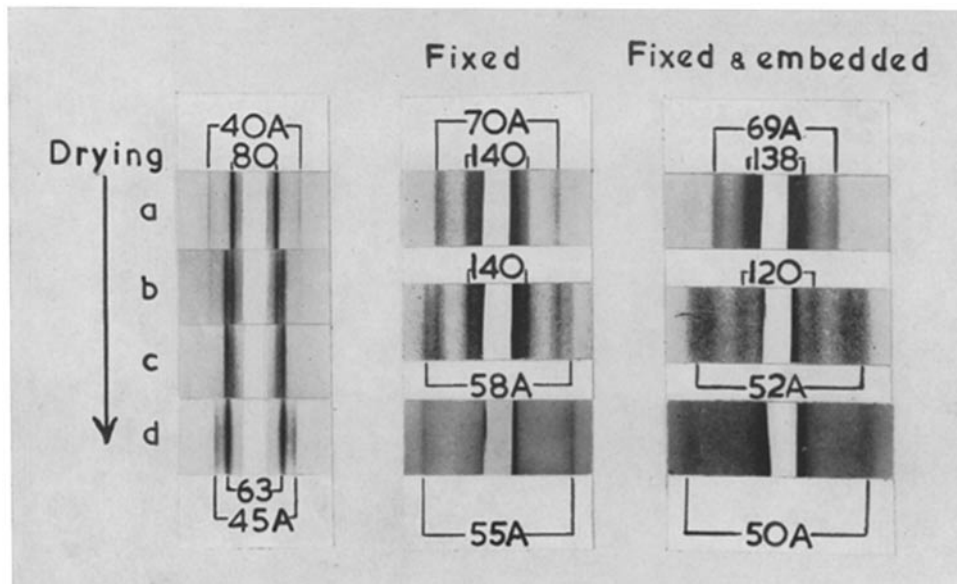 Fixed
Fixed & embedded
Drying
40A
80
70A
140
69A
138
a
b
140
120
c
58A
52A
d
63
45A
55A
50A